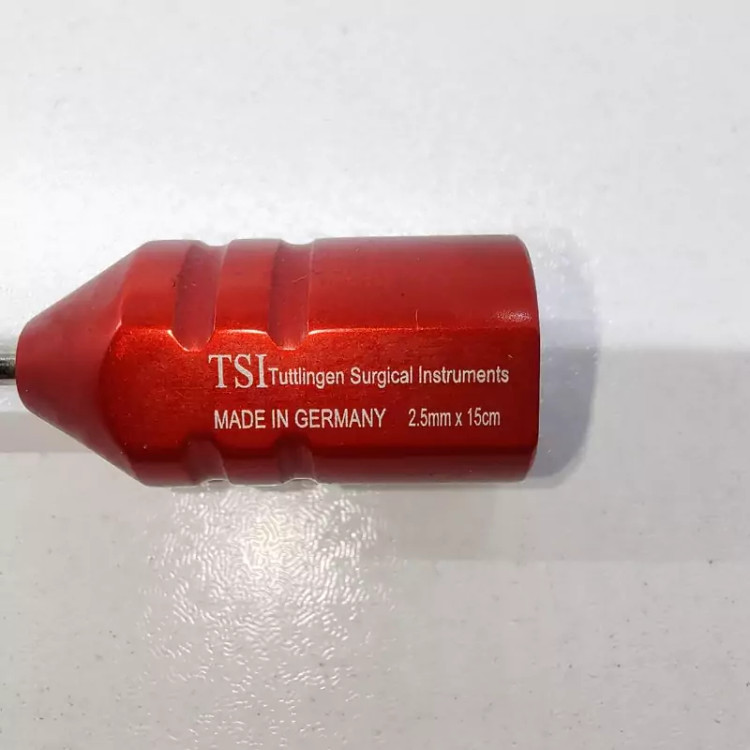 TSI Tuttlingen Surgical Instruments
MADE IN GERMANY 2.5mm x 15cm